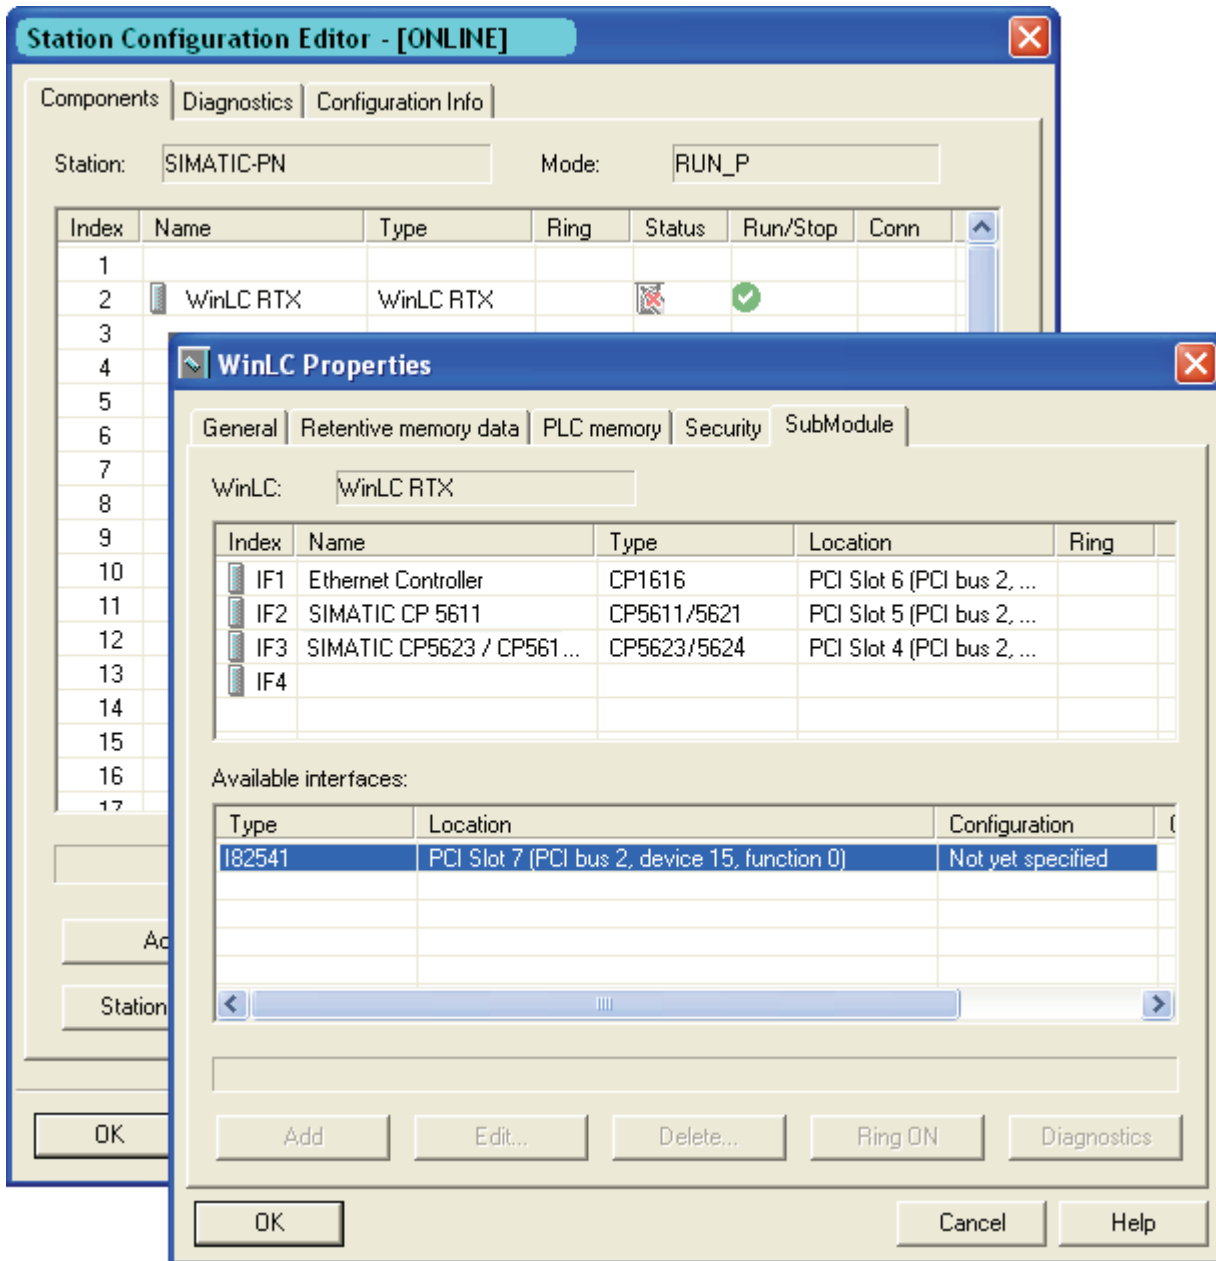 Station Configuration Editor - [ONLINE]
Components Diagnostics Configuration Info
Station: SIMATIC-PN Mode: RUN_P
Index Name Type Ring Status Run/Stop Conn
1
2 WinLC RTX WinLC RTX
3
4
5
6
7
8
9
10
11
12
13
14
15
16
17
Ad
Station
OK
WinLC Properties
General Retentive memory data PLC memory Security SubModule
WinLC: WinLC RTX
Index Name Type Location Ring
IF1 Ethernet Controller CP1616 PCI Slot 6 (PCI bus 2, ...
IF2 SIMATIC CP 5611 CP5611/5621 PCI Slot 5 (PCI bus 2, ...
IF3 SIMATIC CP5623 / CP561... CP5623/5624 PCI Slot 4 (PCI bus 2, ...
IF4
Available interfaces:
Type Location Configuration
I82541 PCI Slot 7 (PCI bus 2, device 15, function 0) Not yet specified
Add Edit... Delete... Ring ON Diagnostics
OK Cancel Help